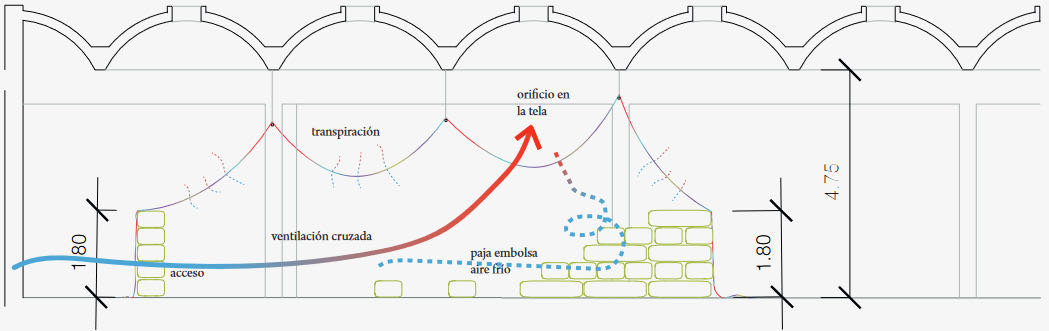 orificio en
la tela
transpiración
4.75
ventilación cruzada
1.80
1.80
paja embolsa
aire frío
acceso